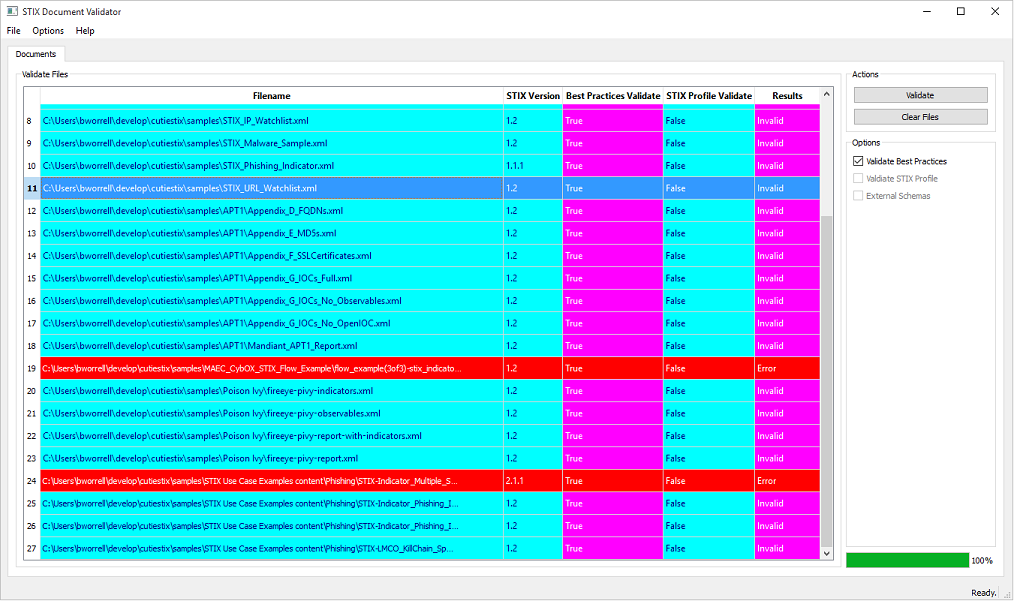 STIX Document Validator
File Options Help
Documents
Validate Files
Filename STIX Version Best Practices Validate STIX Profile Validate Results
8 C:\Users\bworrell\develop\cutiestix\samples\STIX_IP_Watchlist.xml 1.2 True False Invalid
9 C:\Users\bworrell\develop\cutiestix\samples\STIX_Malware_Sample.xml 1.2 True False Invalid
10 C:\Users\bworrell\develop\cutiestix\samples\STIX_Phishing_Indicator.xml 1.1.1 True False Invalid
11 C:\Users\bworrell\develop\cutiestix\samples\STIX_URL_Watchlist.xml 1.2 True False Invalid
12 C:\Users\bworrell\develop\cutiestix\samples\APT1\Appendix_D_FQDNs.xml 1.2 True False Invalid
13 C:\Users\bworrell\develop\cutiestix\samples\APT1\Appendix_E_MD5s.xml 1.2 True False Invalid
14 C:\Users\bworrell\develop\cutiestix\samples\APT1\Appendix_F_SSLCertificates.xml 1.2 True False Invalid
15 C:\Users\bworrell\develop\cutiestix\samples\APT1\Appendix_G_IOCs_Full.xml 1.2 True False Invalid
16 C:\Users\bworrell\develop\cutiestix\samples\APT1\Appendix_G_IOCs_No_Observables.xml 1.2 True False Invalid
17 C:\Users\bworrell\develop\cutiestix\samples\APT1\Appendix_G_IOCs_No_OpenIOC.xml 1.2 True False Invalid
18 C:\Users\bworrell\develop\cutiestix\samples\APT1\Mandiant_APT1_Report.xml 1.2 True False Invalid
19 C:\Users\bworrell\develop\cutiestix\samples\MAEC_CybOX_STIX_Flow_Example\flow_example(3of3)-stix_indicato... 1.2 True False Error
20 C:\Users\bworrell\develop\cutiestix\samples\Poison Ivy\fireeye-pivy-indicators.xml 1.2 True False Invalid
21 C:\Users\bworrell\develop\cutiestix\samples\Poison Ivy\fireeye-pivy-observables.xml 1.2 True False Invalid
22 C:\Users\bworrell\develop\cutiestix\samples\Poison Ivy\fireeye-pivy-report-with-indicators.xml 1.2 True False Invalid
23 C:\Users\bworrell\develop\cutiestix\samples\Poison Ivy\fireeye-pivy-report.xml 1.2 True False Invalid
24 C:\Users\bworrell\develop\cutiestix\samples\STIX Use Case Examples content\Phishing\STIX-Indicator_Multiple_S... 2.1.1 True False Error
25 C:\Users\bworrell\develop\cutiestix\samples\STIX Use Case Examples content\Phishing\STIX-Indicator_Phishing_I... 1.2 True False Invalid
26 C:\Users\bworrell\develop\cutiestix\samples\STIX Use Case Examples content\Phishing\STIX-Indicator_Phishing_I... 1.2 True False Invalid
27 C:\Users\bworrell\develop\cutiestix\samples\STIX Use Case Examples content\Phishing\STIX-LMCO_KillChain_Sp... 1.2 True False Invalid
Actions
Validate
Clear Files
Options
Validate Best Practices
Valdiate STIX Profile
External Schemas
100%
Ready.